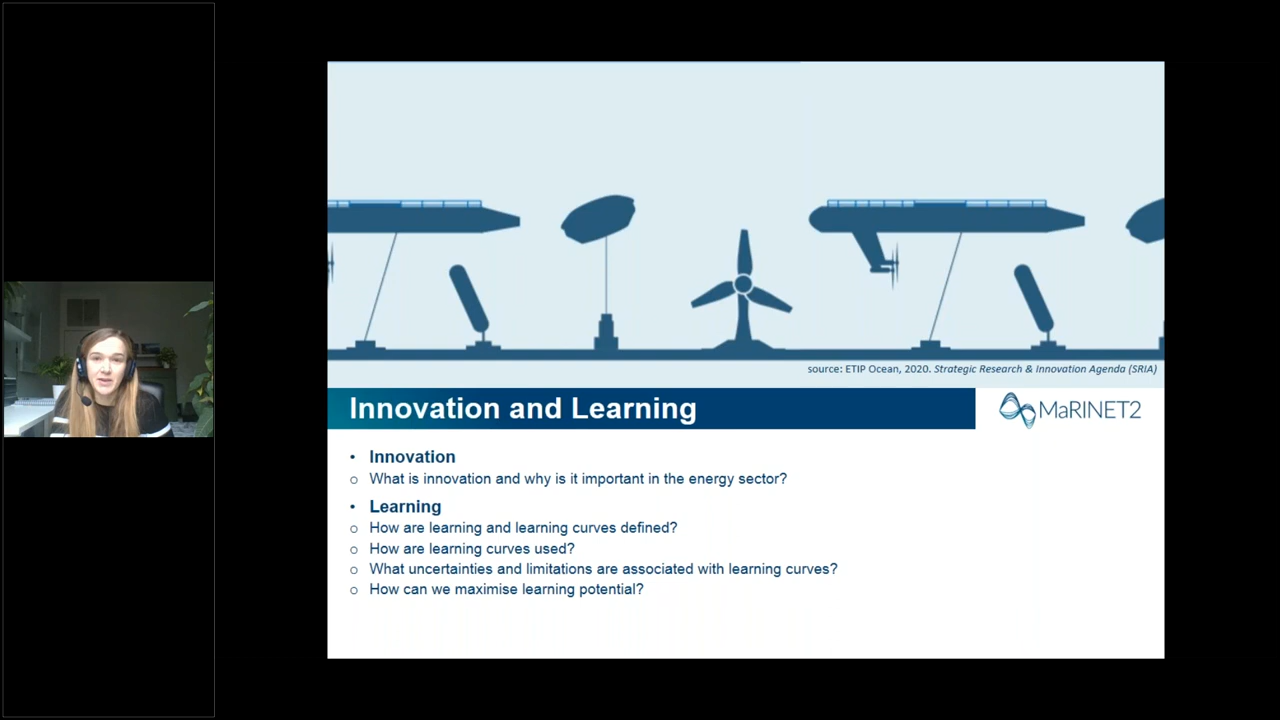 source: ETIP Ocean, 2020. Strategic Research & Innovation Agenda (SRIA)
Innovation and Learning
MaRINET2
• Innovation
o What is innovation and why is it important in the energy sector?
• Learning
o How are learning and learning curves defined?
o How are learning curves used?
o What uncertainties and limitations are associated with learning curves?
o How can we maximise learning potential?